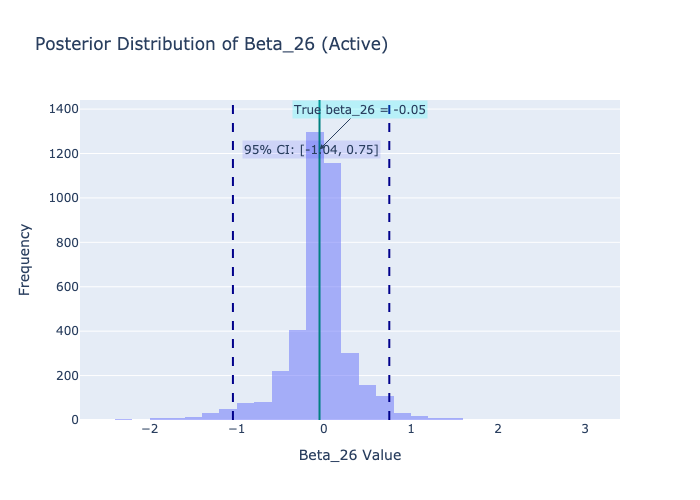 Posterior Distribution of Beta_26 (Active)
True beta_26 = -0.05
95% CI: [-1.04, 0.75]
1400
1200
1000
800
600
400
200
0
Frequency
−2
−1
0
1
2
3
Beta_26 Value